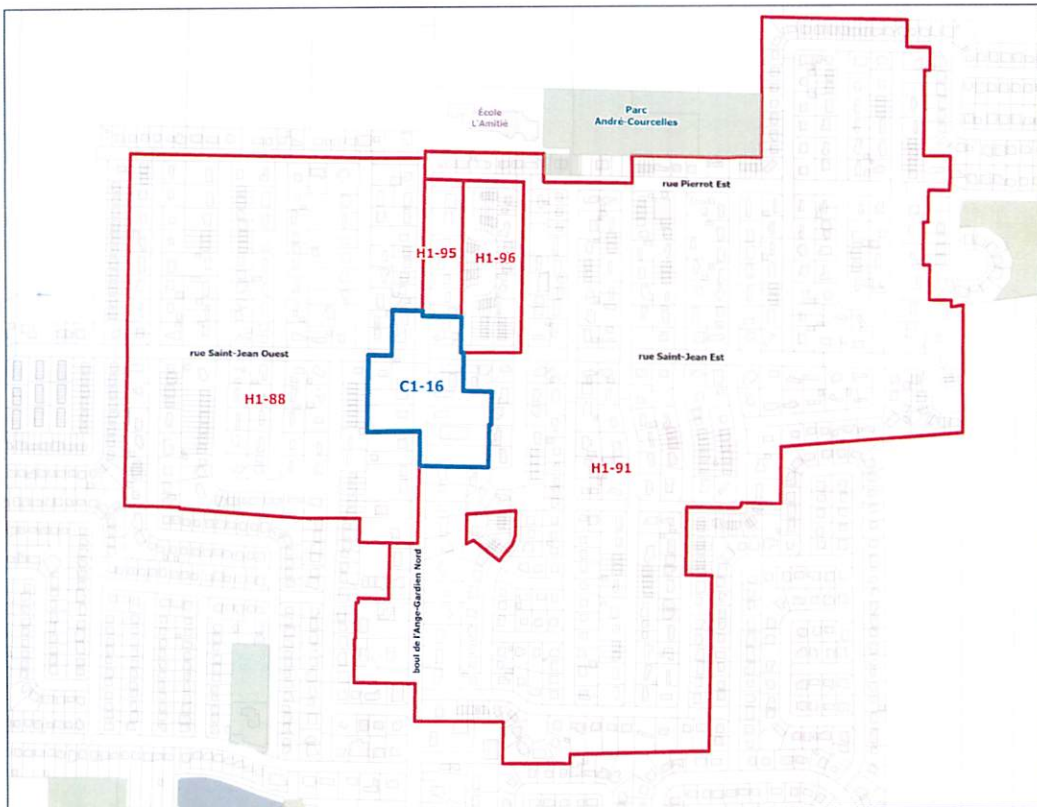 École
L'Amitié
Parc
André-Courcelles
rue Pierrot Est
H1-95
H1-96
rue Saint-Jean Ouest
rue Saint-Jean Est
C1-16
H1-88
H1-91
boul de l'Ange-Gardien Nord